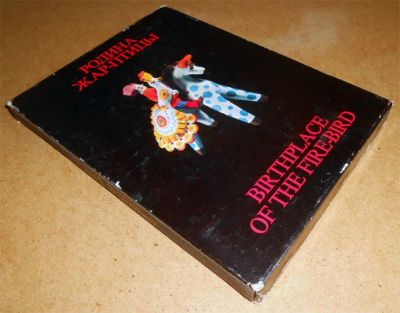 РОДИНА
ЖАР-ПТИЦЫ
BIRTHPLACE
OF THE FIRE-BIRD